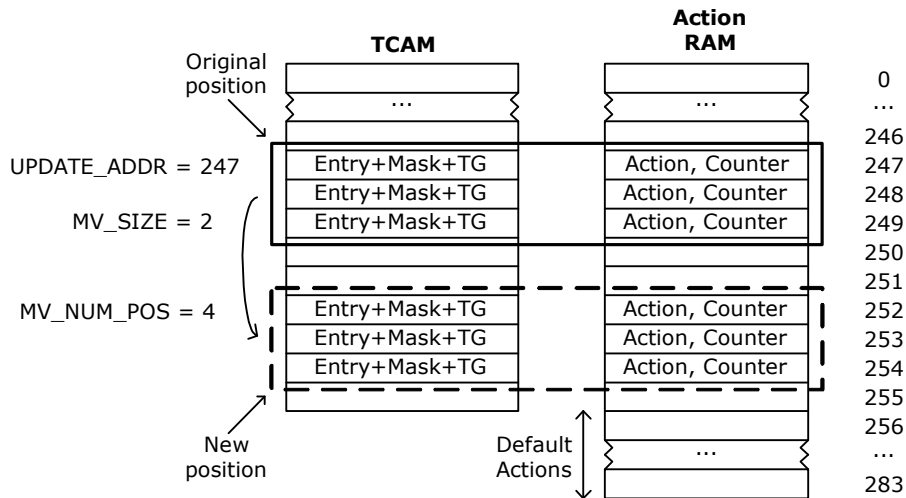 TCAM
Action
RAM
Original
position
0
...
...
...
246
UPDATE_ADDR = 247
Entry+Mask+TG
Action, Counter
247
Entry+Mask+TG
Action, Counter
248
MV_SIZE = 2
Entry+Mask+TG
Action, Counter
249
250
251
MV_NUM_POS = 4
Entry+Mask+TG
Action, Counter
252
Entry+Mask+TG
Action, Counter
253
Entry+Mask+TG
Action, Counter
254
255
New
position
Default
Actions
256
...
...
283